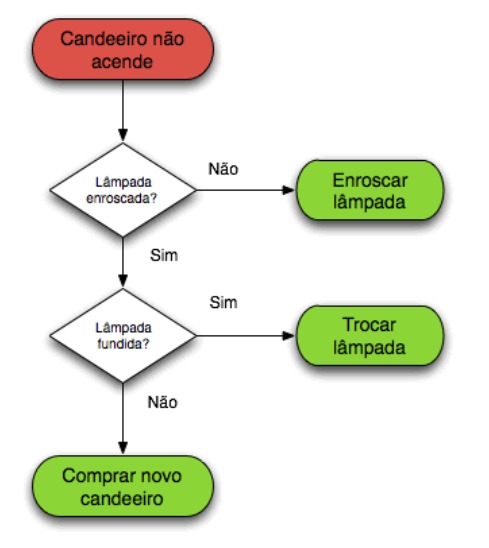 Candeeiro não
acende
Lâmpada
enroscada?
Não
Enroscar
lâmpada
Sim
Lâmpada
fundida?
Sim
Trocar
lâmpada
Não
Comprar novo
candeeiro